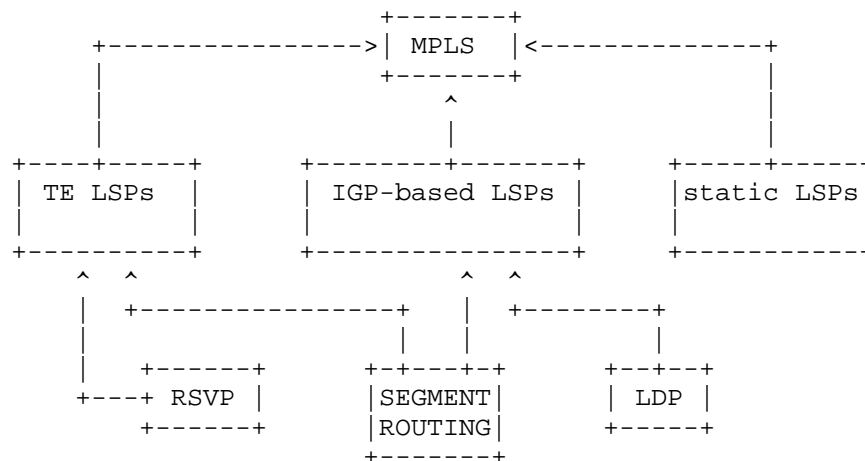 MPLS
TE LSPs IGP-based LSPs static LSPs
RSVP SEGMENT LDP
ROUTING